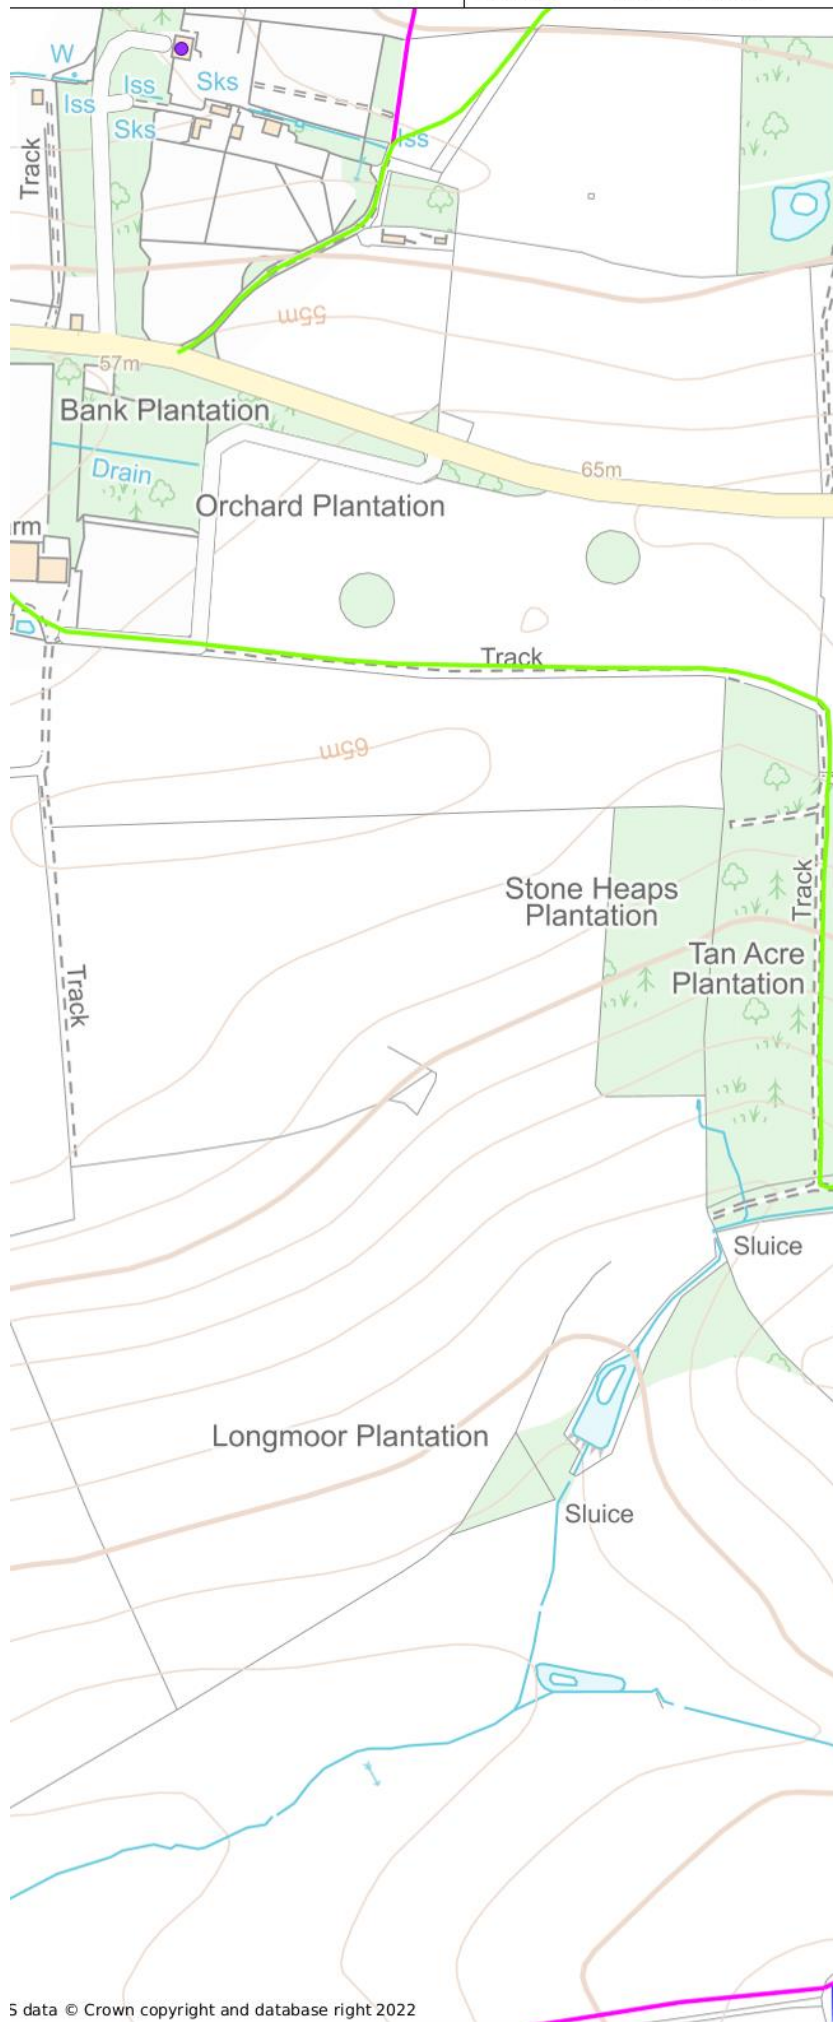 W
Iss
Sks
Iss
Sks
Iss
Track
55m
57m
Bank Plantation
Drain
65m
Orchard Plantation
rm
Track
65m
Stone Heaps
Plantation
Track
Tan Acre
Plantation
Track
Sluice
Longmoor Plantation
Sluice
S data © Crown copyright and database right 2022